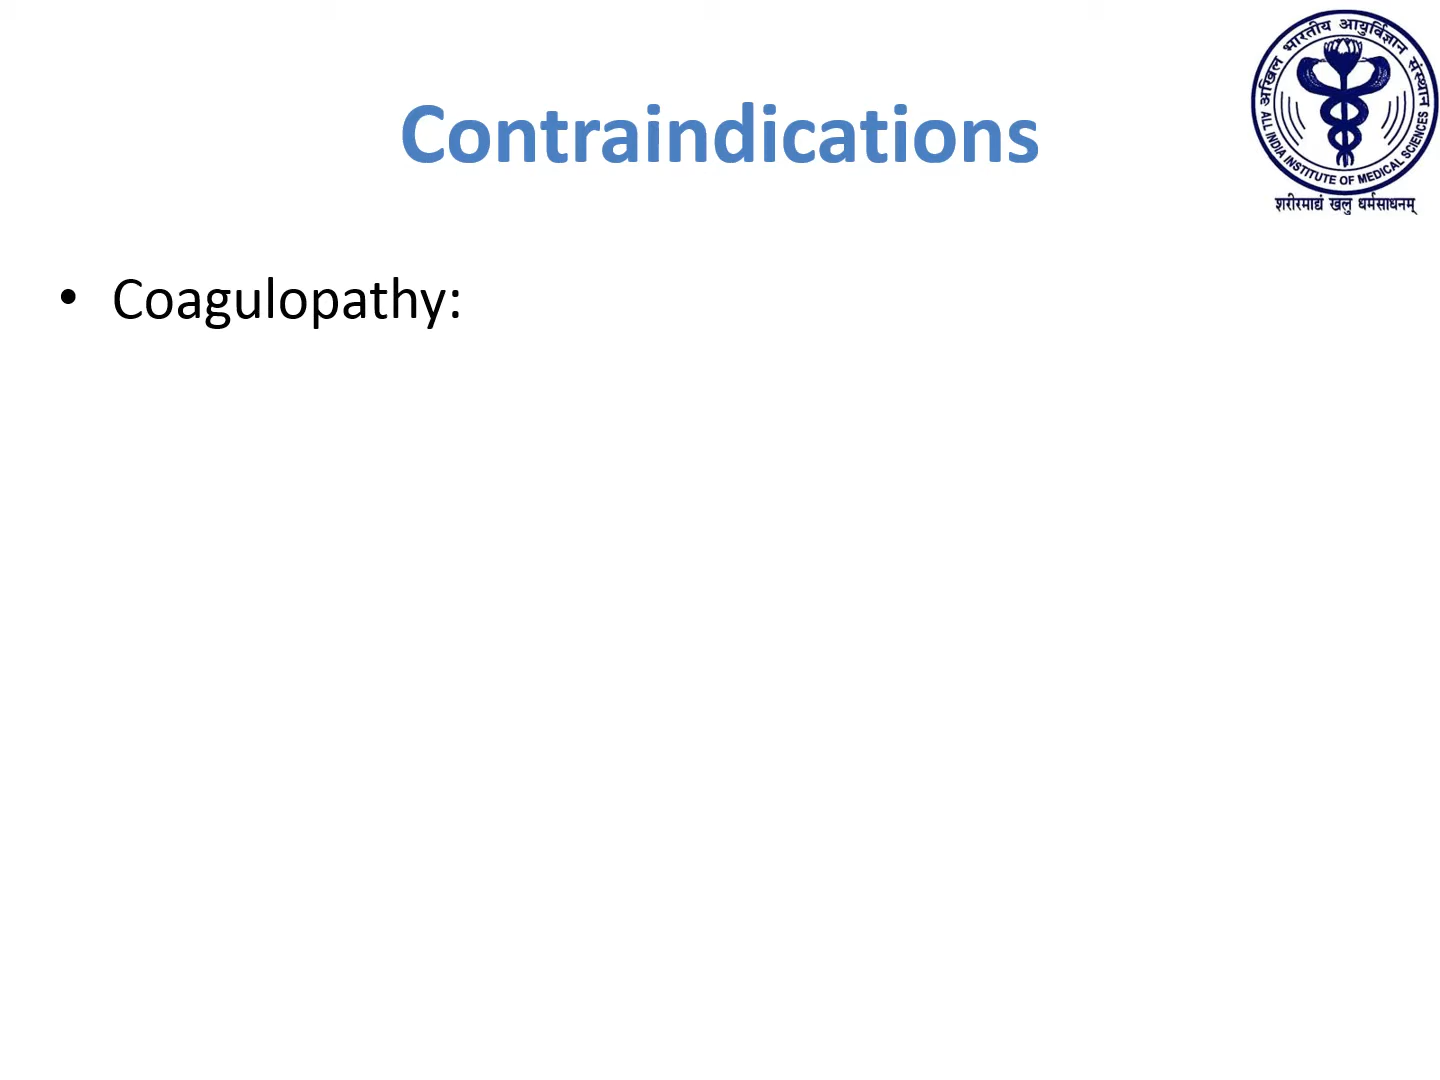 अखिल भारतीय आयुर्विज्ञान संस्थान
ALL INDIA INSTITUTE OF MEDICAL SCIENCES
शरीरमाद्यं खलु धर्मसाधनम्
Contraindications
• Coagulopathy: